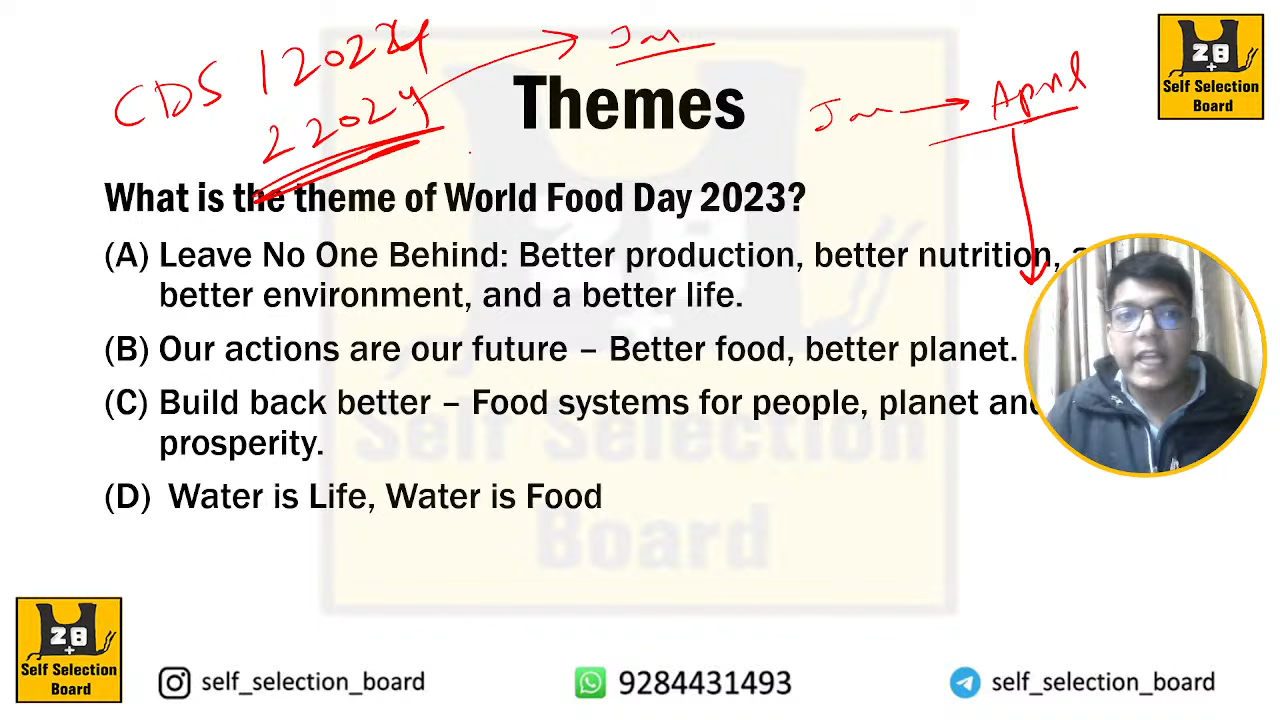 CDS 1 2024
2 2024
Jan
Jan → April
28
+
Self Selection
Board
Themes
What is the theme of World Food Day 2023?
(A) Leave No One Behind: Better production, better nutrition, a
better environment, and a better life.
(B) Our actions are our future – Better food, better planet.
(C) Build back better – Food systems for people, planet and
prosperity.
(D) Water is Life, Water is Food
Self Selection
Board
28
+
Self Selection
Board
self_selection_board
9284431493
self_selection_board